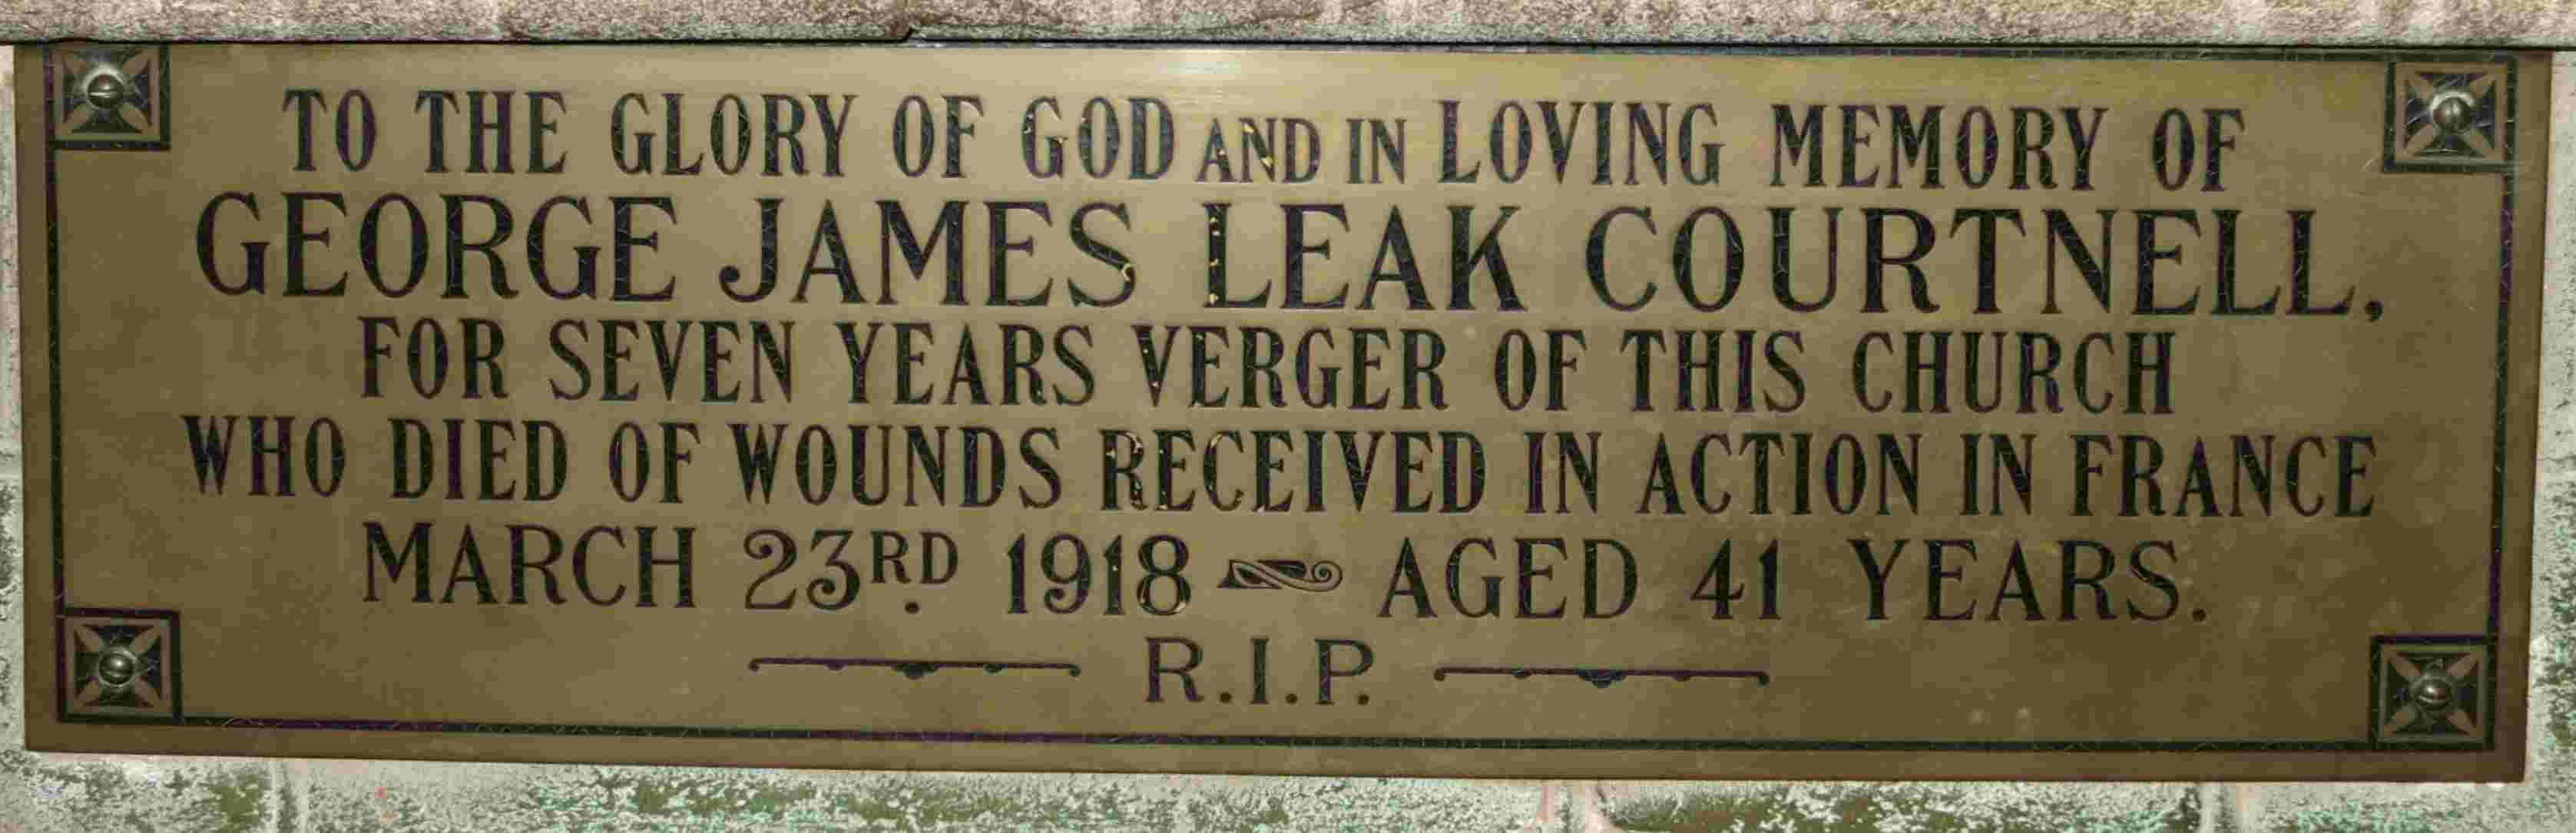 TO THE GLORY OF GOD AND IN LOVING MEMORY OF
GEORGE JAMES LEAK COURTNELL,
FOR SEVEN YEARS VERGER OF THIS CHURCH
WHO DIED OF WOUNDS RECEIVED IN ACTION IN FRANCE
MARCH 23RD. 1918 AGED 41 YEARS.
R.I.P.